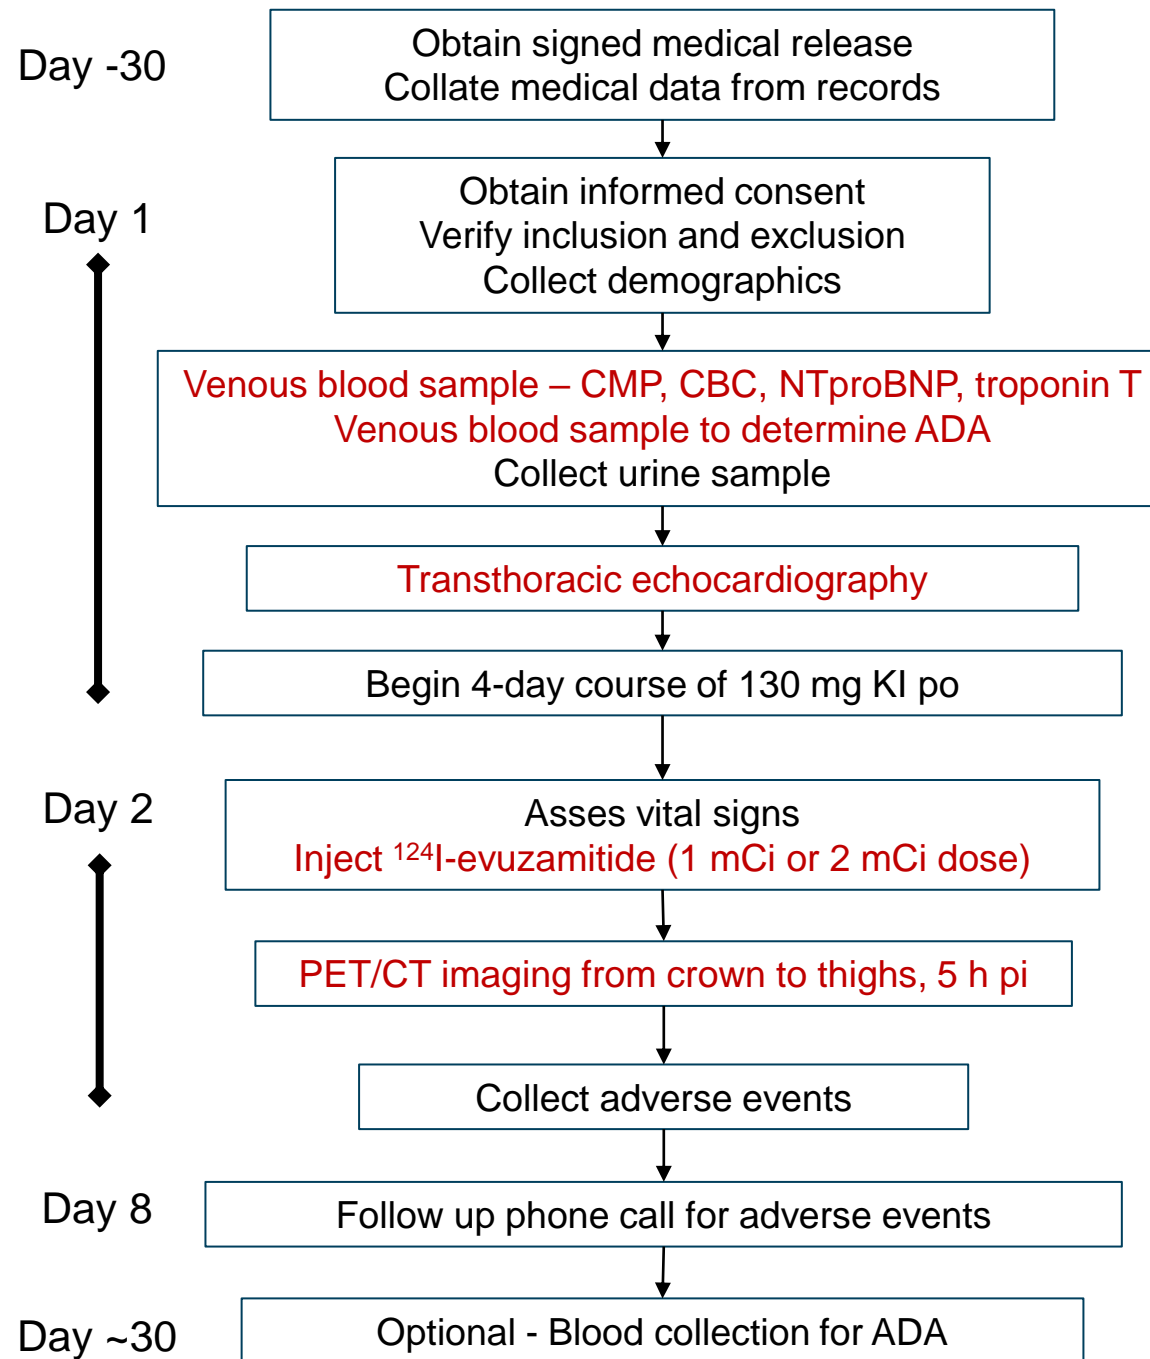 Day -30
Obtain signed medical release
Collate medical data from records
Day 1
Obtain informed consent
Verify inclusion and exclusion
Collect demographics
Venous blood sample – CMP, CBC, NTproBNP, troponin T
Venous blood sample to determine ADA
Collect urine sample
Transthoracic echocardiography
Begin 4-day course of 130 mg KI po
Day 2
Asses vital signs
Inject ¹²⁴I-evuzamitide (1 mCi or 2 mCi dose)
PET/CT imaging from crown to thighs, 5 h pi
Collect adverse events
Day 8
Follow up phone call for adverse events
Day ~30
Optional - Blood collection for ADA